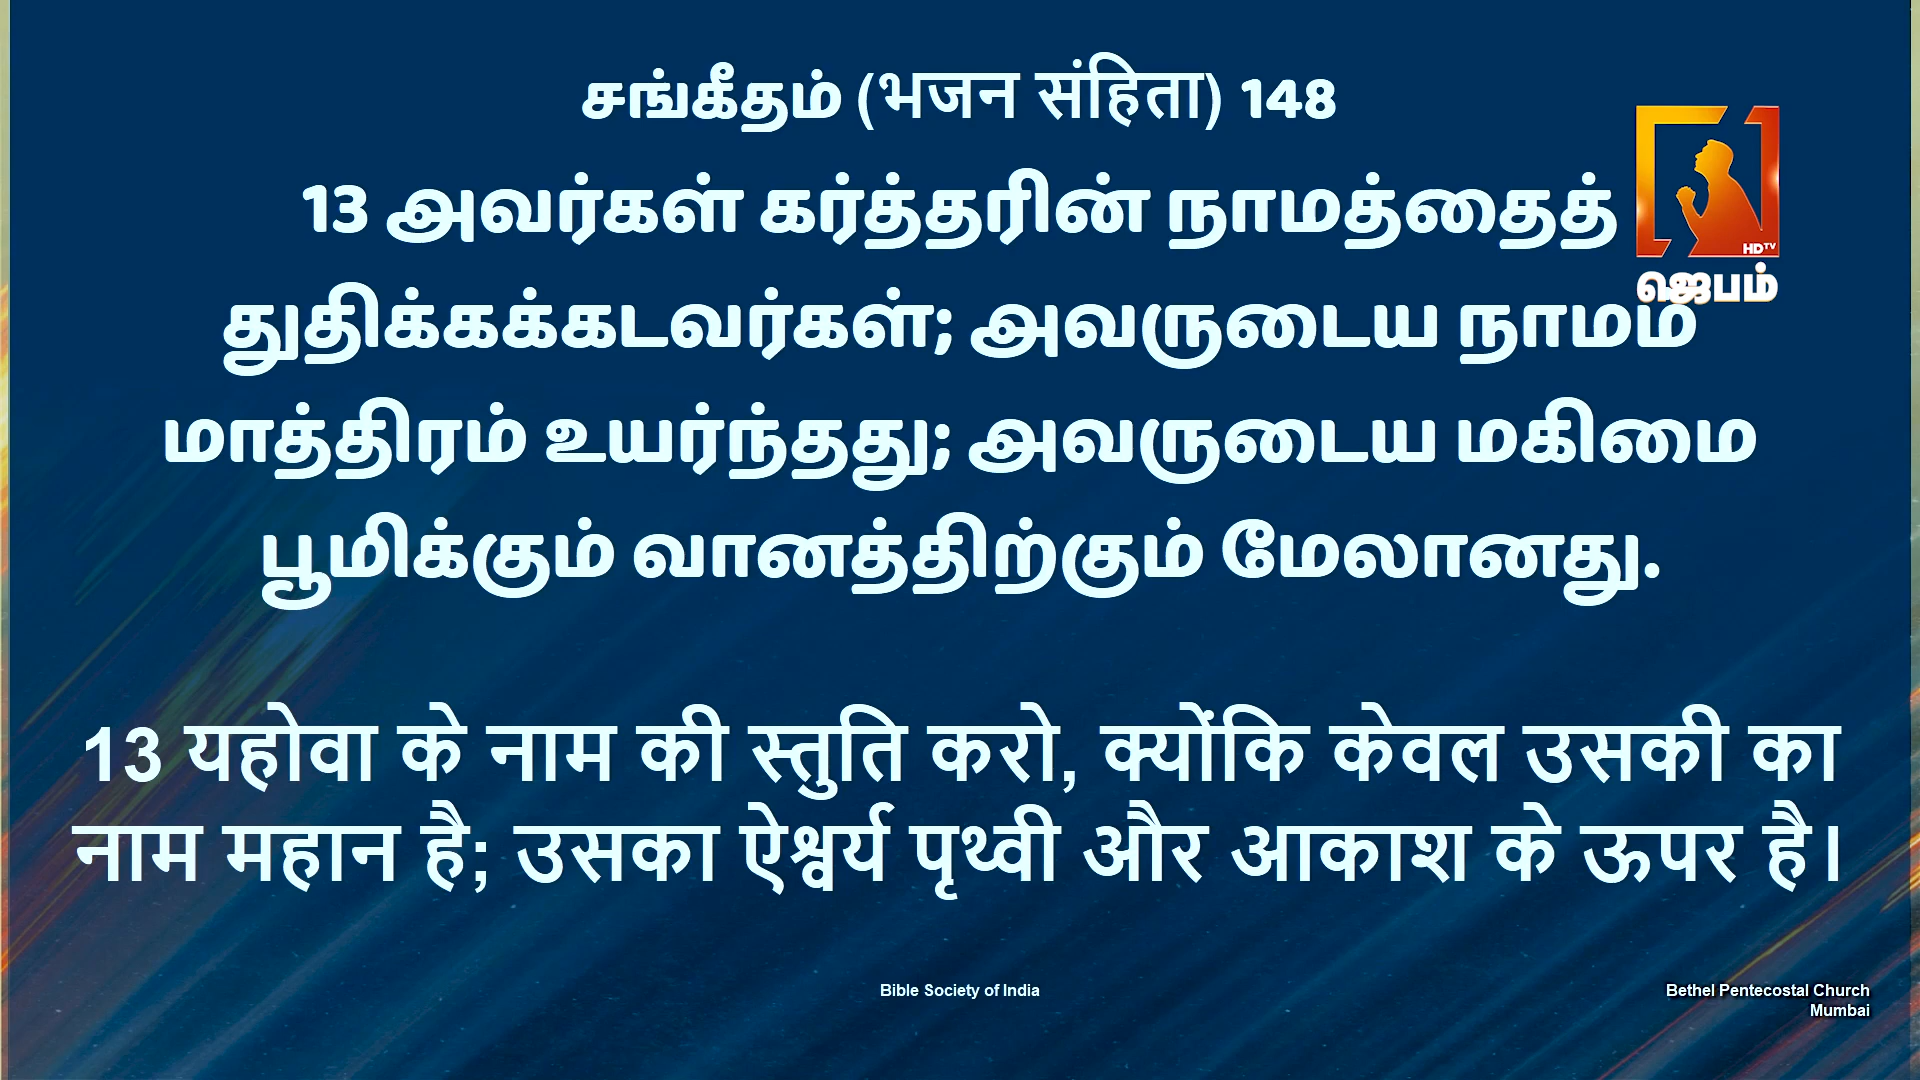 சங்கீதம் (भजन संहिता) 148
13 அவர்கள் கர்த்தரின் நாமத்தைத்
துதிக்கக்கடவர்கள்; அவருடைய நாமம்
மாத்திரம் உயர்ந்தது; அவருடைய மகிமை
பூமிக்கும் வானத்திற்கும் மேலானது.
HD TV
ஜெபம்
13 यहोवा के नाम की स्तुति करो, क्योंकि केवल उसकी का
नाम महान है; उसका ऐश्वर्य पृथ्वी और आकाश के ऊपर है।
Bible Society of India
Bethel Pentecostal Church
Mumbai